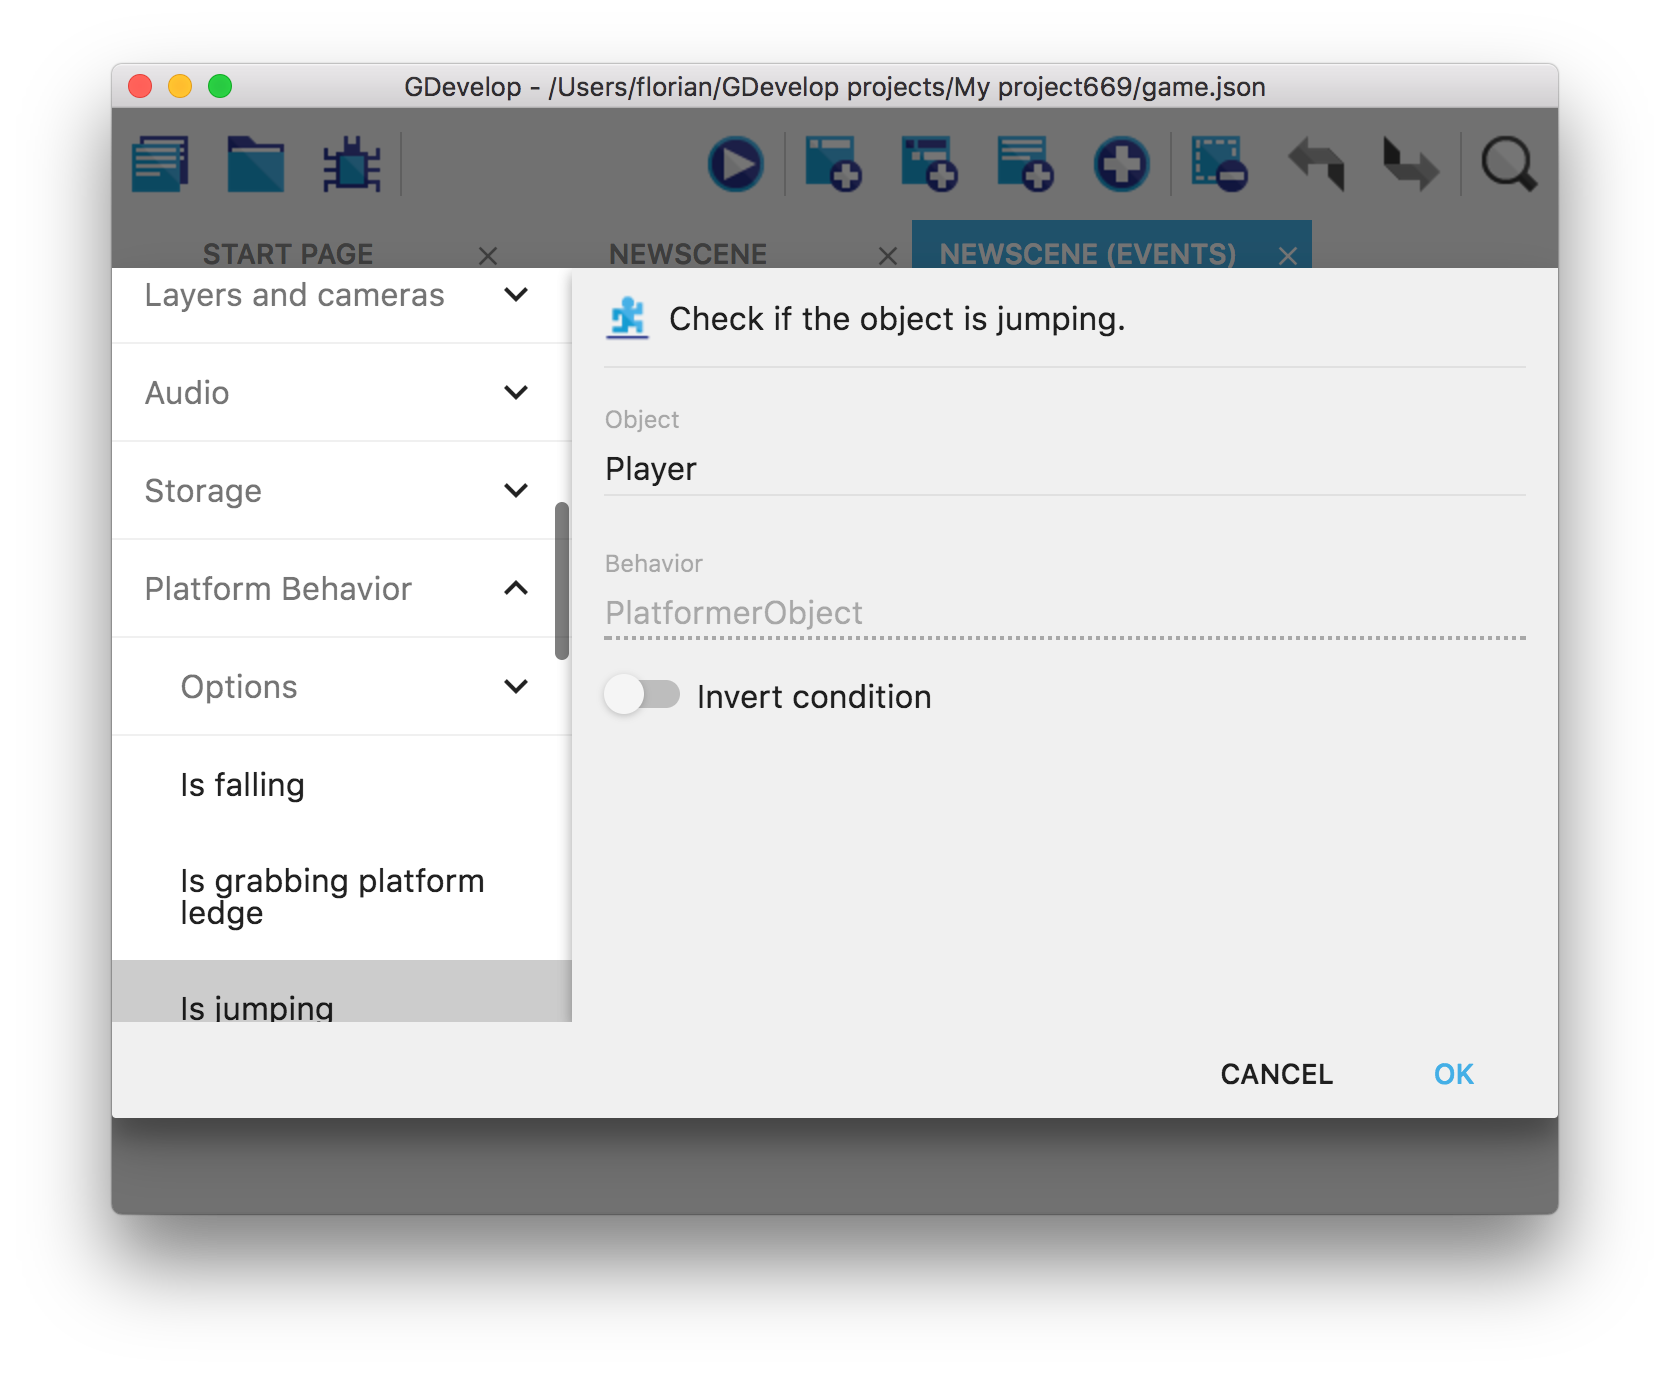 GDevelop - /Users/florian/GDevelop projects/My project669/game.json
START PAGE
NEWSCENE
NEWSCENE (EVENTS)
Layers and cameras
Audio
Storage
Platform Behavior
Options
Is falling
Is grabbing platform
ledge
Is jumping
Check if the object is jumping.
Object
Player
Behavior
PlatformerObject
Invert condition
CANCEL
OK